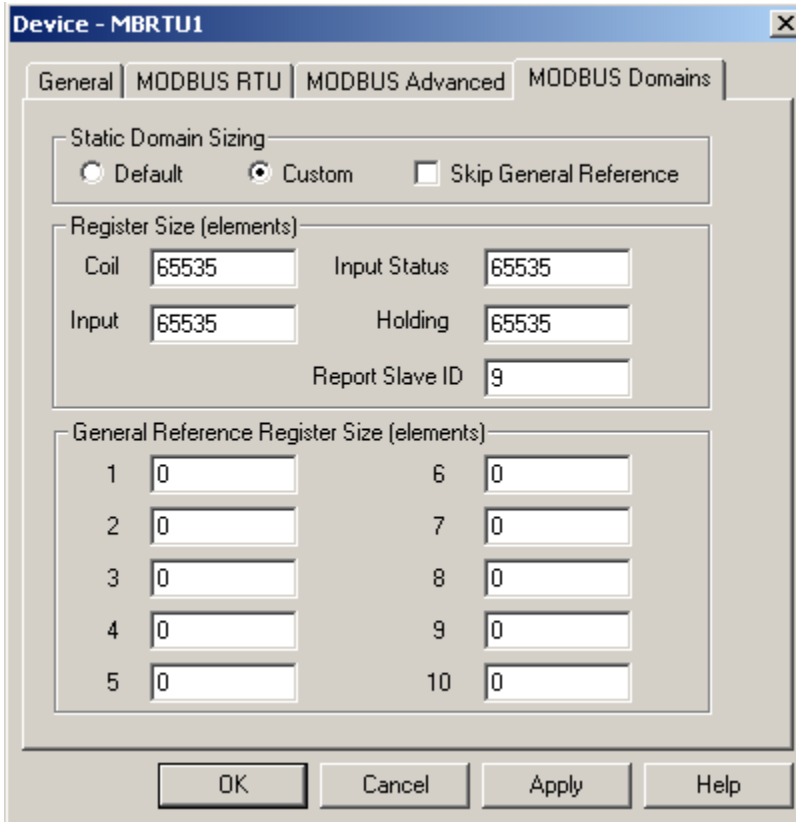 Device - MBRTU1
General MODBUS RTU MODBUS Advanced MODBUS Domains
Static Domain Sizing
Default Custom Skip General Reference
Register Size (elements)
Coil 65535 Input Status 65535
Input 65535 Holding 65535
Report Slave ID 9
General Reference Register Size (elements)
1 0 6 0
2 0 7 0
3 0 8 0
4 0 9 0
5 0 10 0
OK Cancel Apply Help